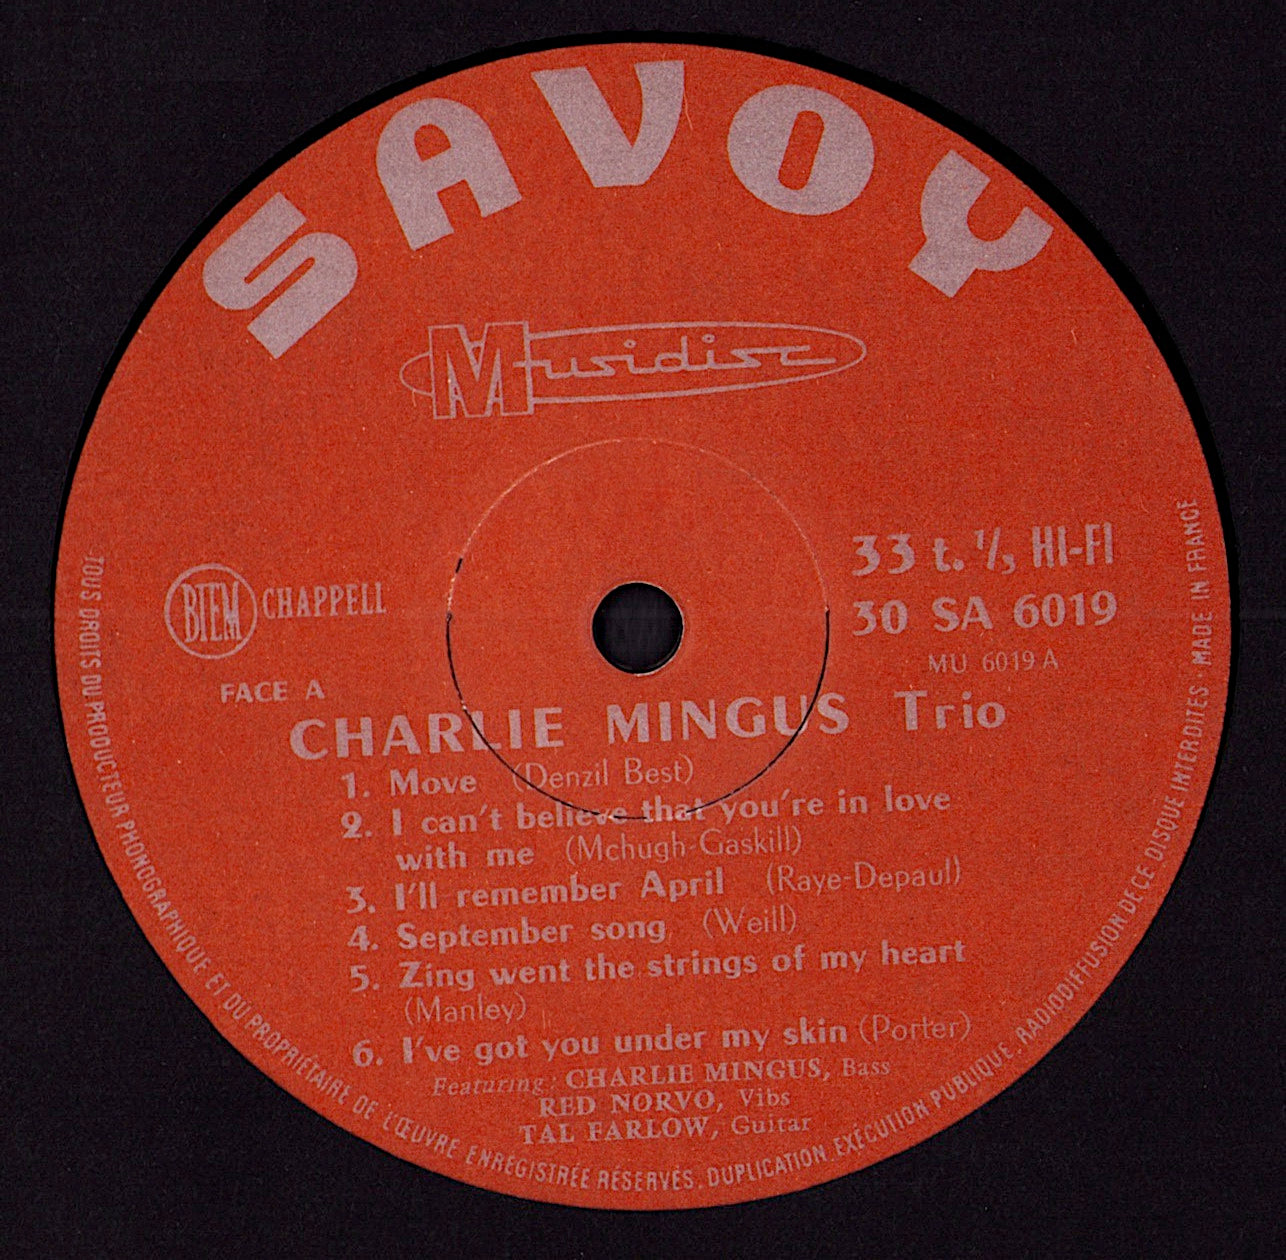 SAVOY
Musidisc
33 t. 1/3 HI-FI
30 SA 6019
MU 6019 A
BIEM CHAPPELL
FACE A
CHARLIE MINGUS Trio
1. Move (Denzil Best)
2. I can't believe that you're in love
with me (Mchugh-Gaskill)
3. I'll remember April (Raye-Depaul)
4. September song (Weill)
5. Zing went the strings of my heart
(Manley)
6. I've got you under my skin (Porter)
Featuring: CHARLIE MINGUS, Bass
RED NORVO, Vibs
TAL FARLOW, Guitar
TOUS DROITS DU PRODUCTEUR PHONOGRAPHIQUE ET DU PROPRIÉTAIRE DE L'ŒUVRE ENREGISTRÉE RÉSERVÉS. DUPLICATION EXÉCUTION PUBLIQUE, RADIODIFFUSION DE CE DISQUE INTERDITES · MADE IN FRANCE